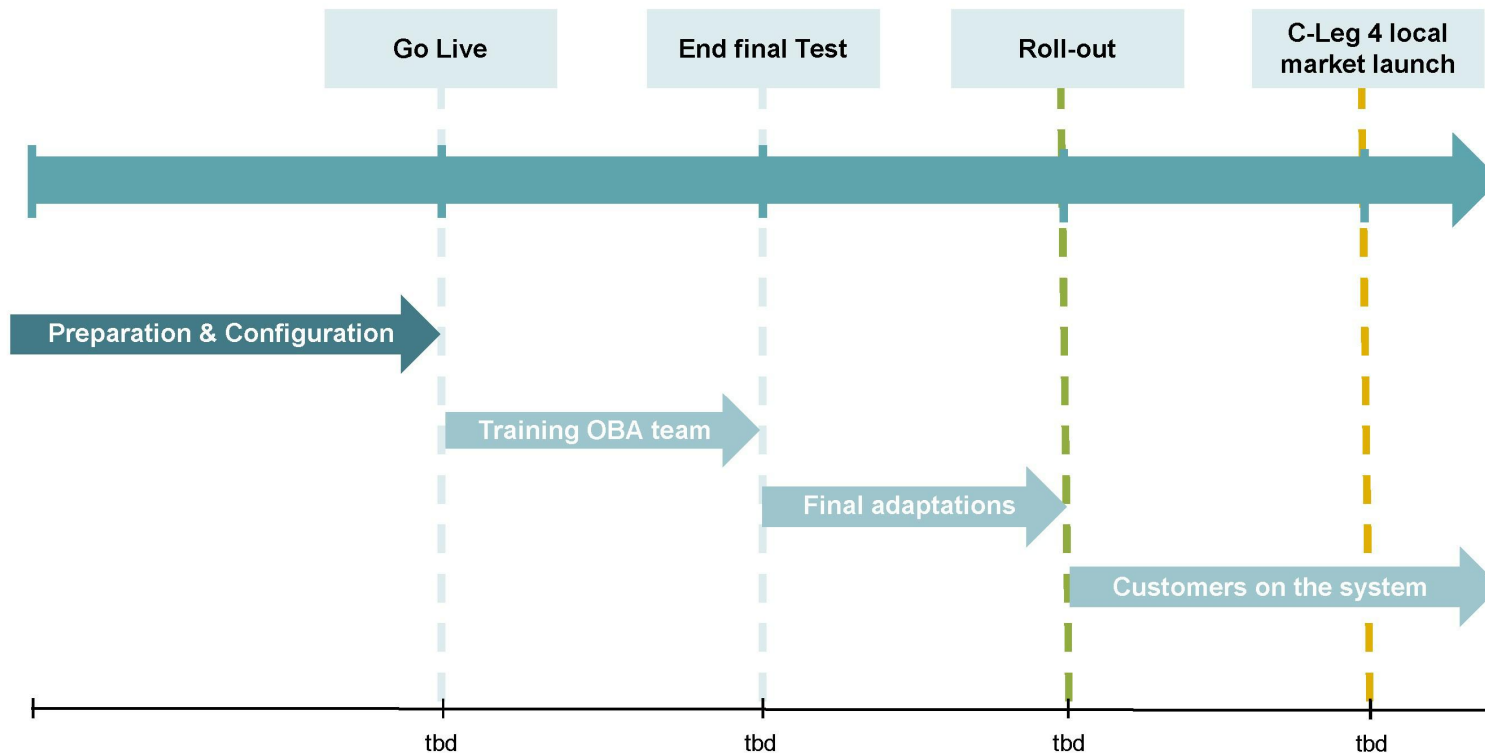 Go Live
End final Test
Roll-out
C-Leg 4 local
market launch
Preparation & Configuration
Training OBA team
Final adaptations
Customers on the system
tbd
tbd
tbd
tbd